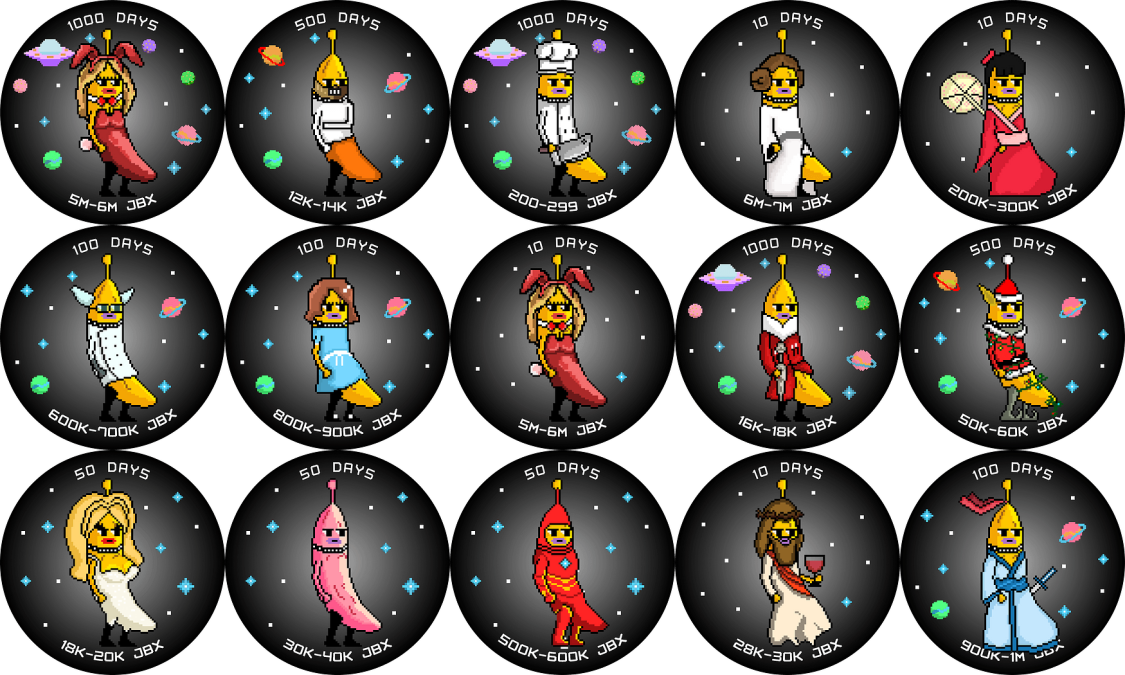 1000 DAYS
5M-6M JBX
500 DAYS
12K-14K JBX
1000 DAYS
200-299 JBX
10 DAYS
6M-7M JBX
10 DAYS
200K-300K JBX
100 DAYS
600K-700K JBX
100 DAYS
800K-900K JBX
10 DAYS
5M-6M JBX
1000 DAYS
16K-18K JBX
500 DAYS
50K-60K JBX
50 DAYS
18K-20K JBX
50 DAYS
30K-40K JBX
50 DAYS
500K-600K JBX
10 DAYS
28K-30K JBX
100 DAYS
900K-1M JBX